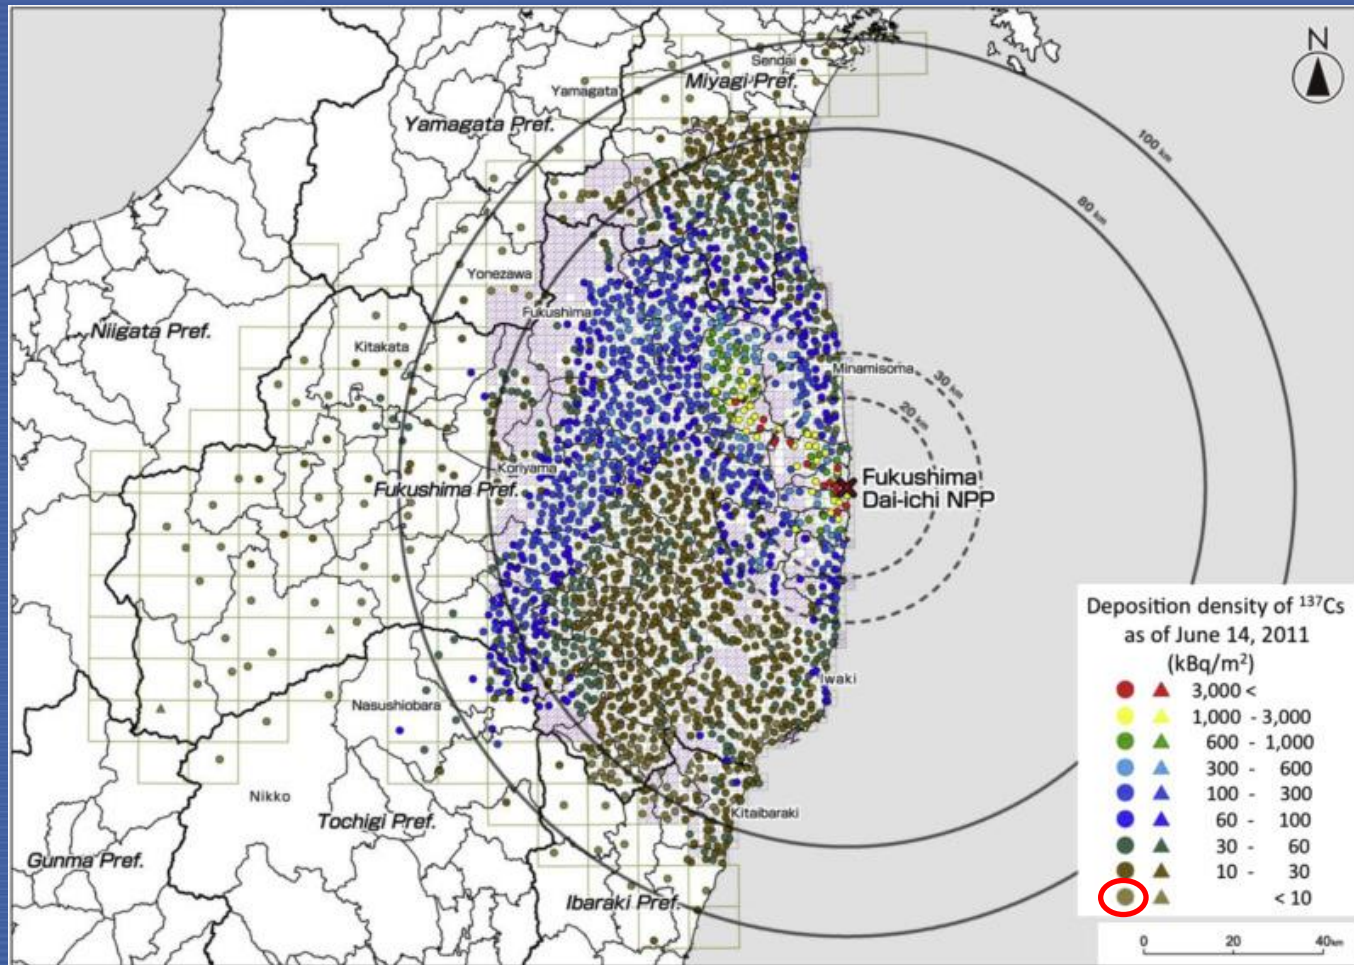 N
Sendai
Miyagi Pref.
Yamagata
Yamagata Pref.
100 km
80 km
Yonezawa
Fukushima
Niigata Pref.
Kitakata
Minamisoma
30 km
20 km
Koriyama
Fukushima Pref.
Fukushima
Dai-ichi NPP
Iwaki
Nasushiobara
Nikko
Kitaibaraki
Tochigi Pref.
Gunma Pref.
Ibaraki Pref.
Deposition density of ¹³⁷Cs
as of June 14, 2011
(kBq/m²)
3,000 <
1,000 - 3,000
600 - 1,000
300 - 600
100 - 300
60 - 100
30 - 60
10 - 30
< 10
0 20 40km